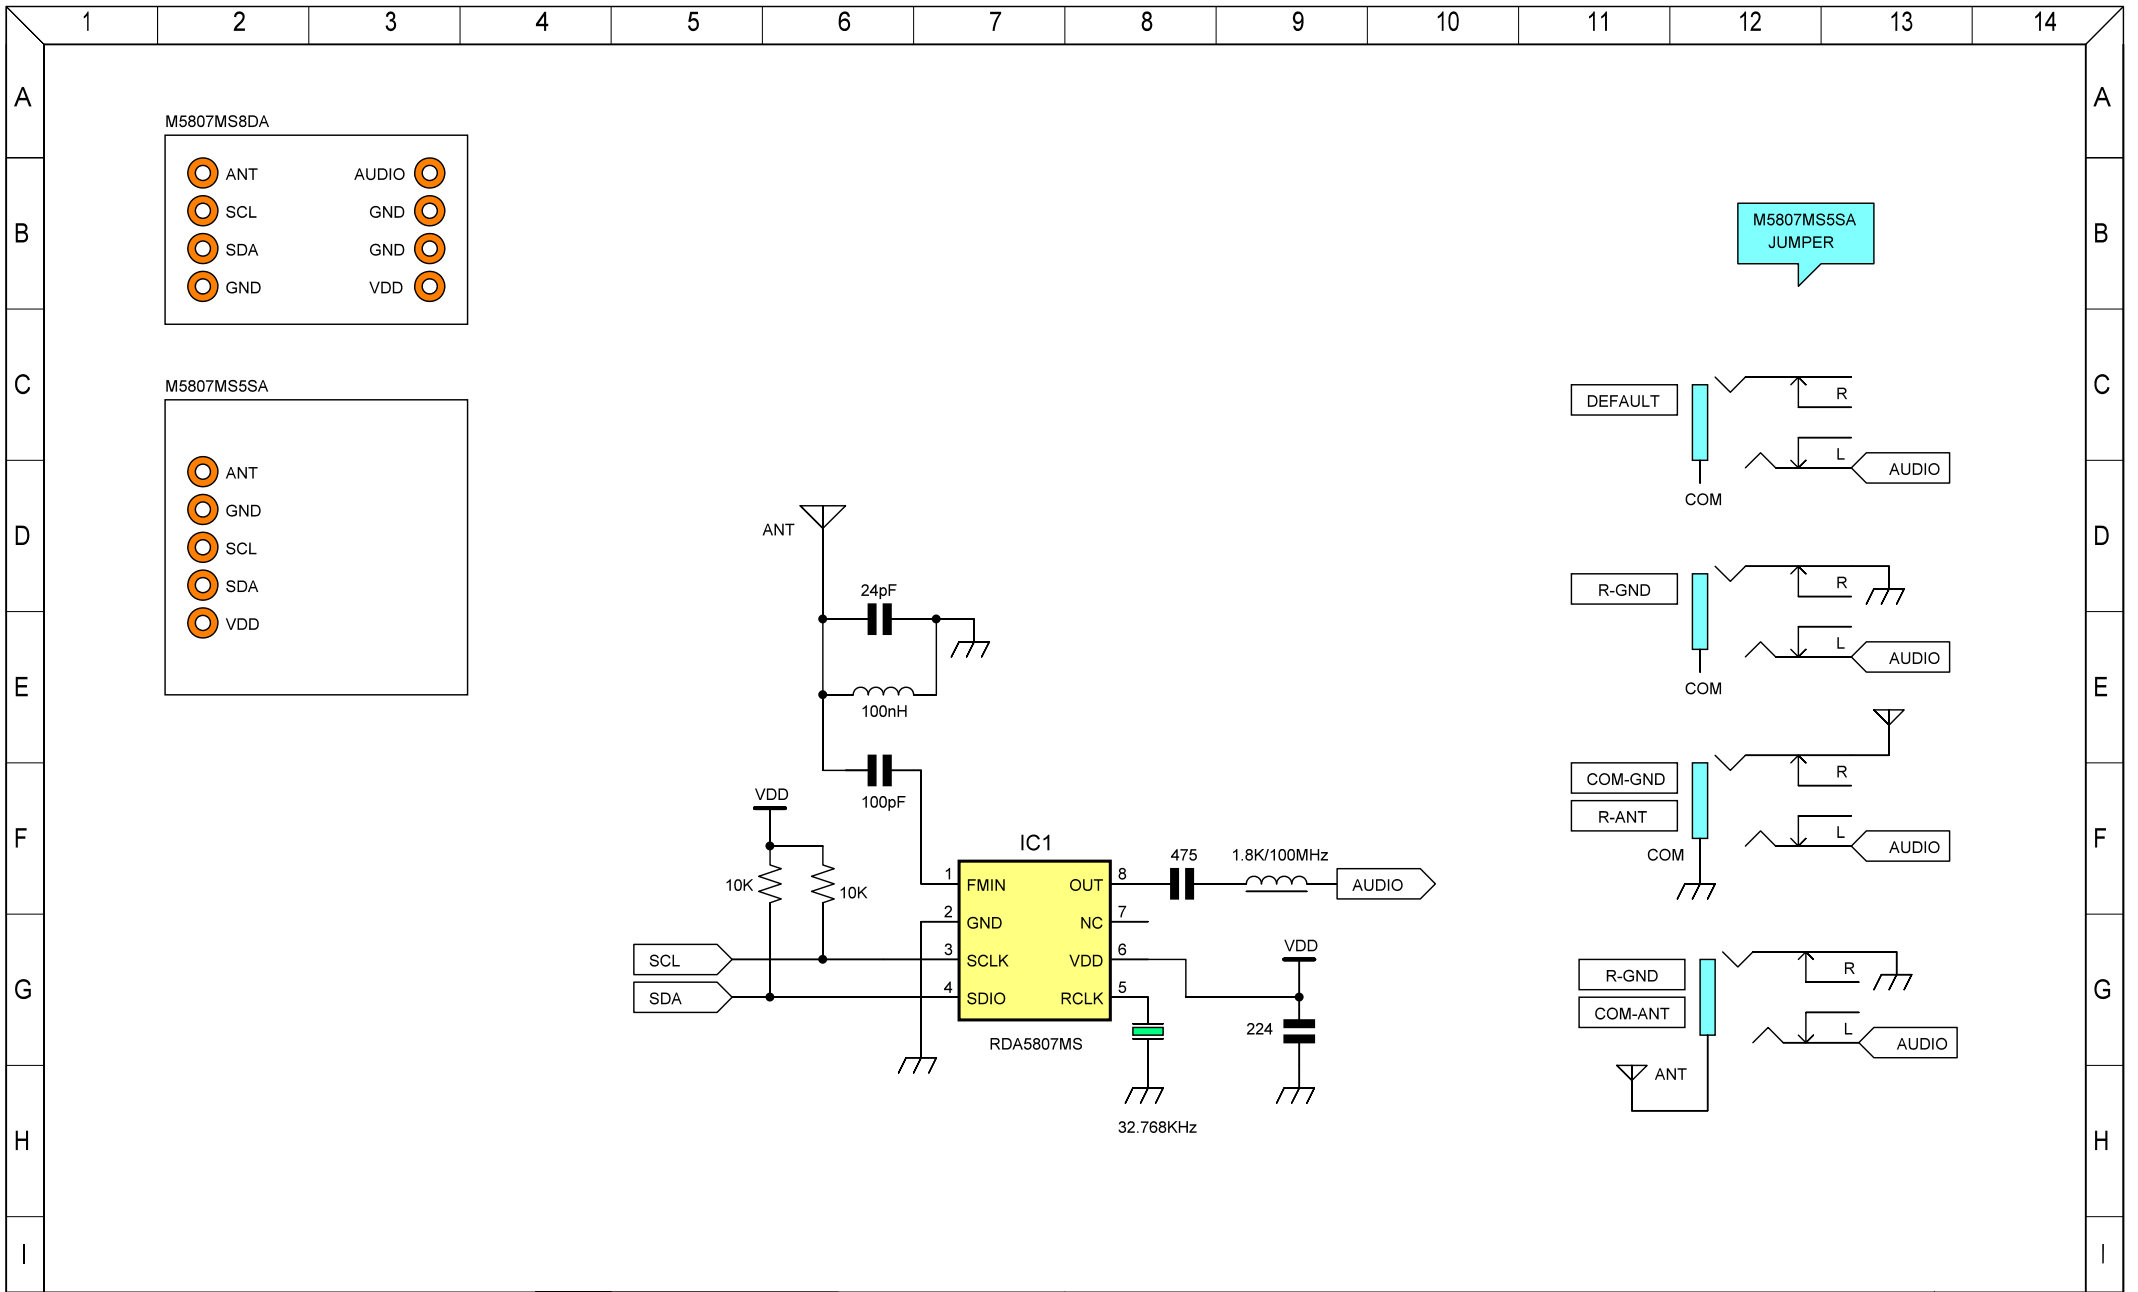 1 2 3 4 5 6 7 8 9 10 11 12 13 14
A A
M5807MS8DA
ANT AUDIO
SCL GND
SDA GND
GND VDD
B B
M5807MS5SA
JUMPER
M5807MS5SA
ANT
GND
SCL
SDA
VDD
C C
DEFAULT
R
L
AUDIO
COM
D D
ANT
24pF
100nH
100pF
R-GND
R
L
AUDIO
COM
E E
COM-GND
R-ANT
R
L
AUDIO
COM
F F
VDD
10K
10K
IC1
475
1.8K/100MHz
1 FMIN OUT 8
AUDIO
2 GND NC 7
SCL
3 SCLK VDD 6
SDA
4 SDIO RCLK 5
RDA5807MS
VDD
224
32.768KHz
G G
R-GND
COM-ANT
R
L
AUDIO
ANT
H H
I I